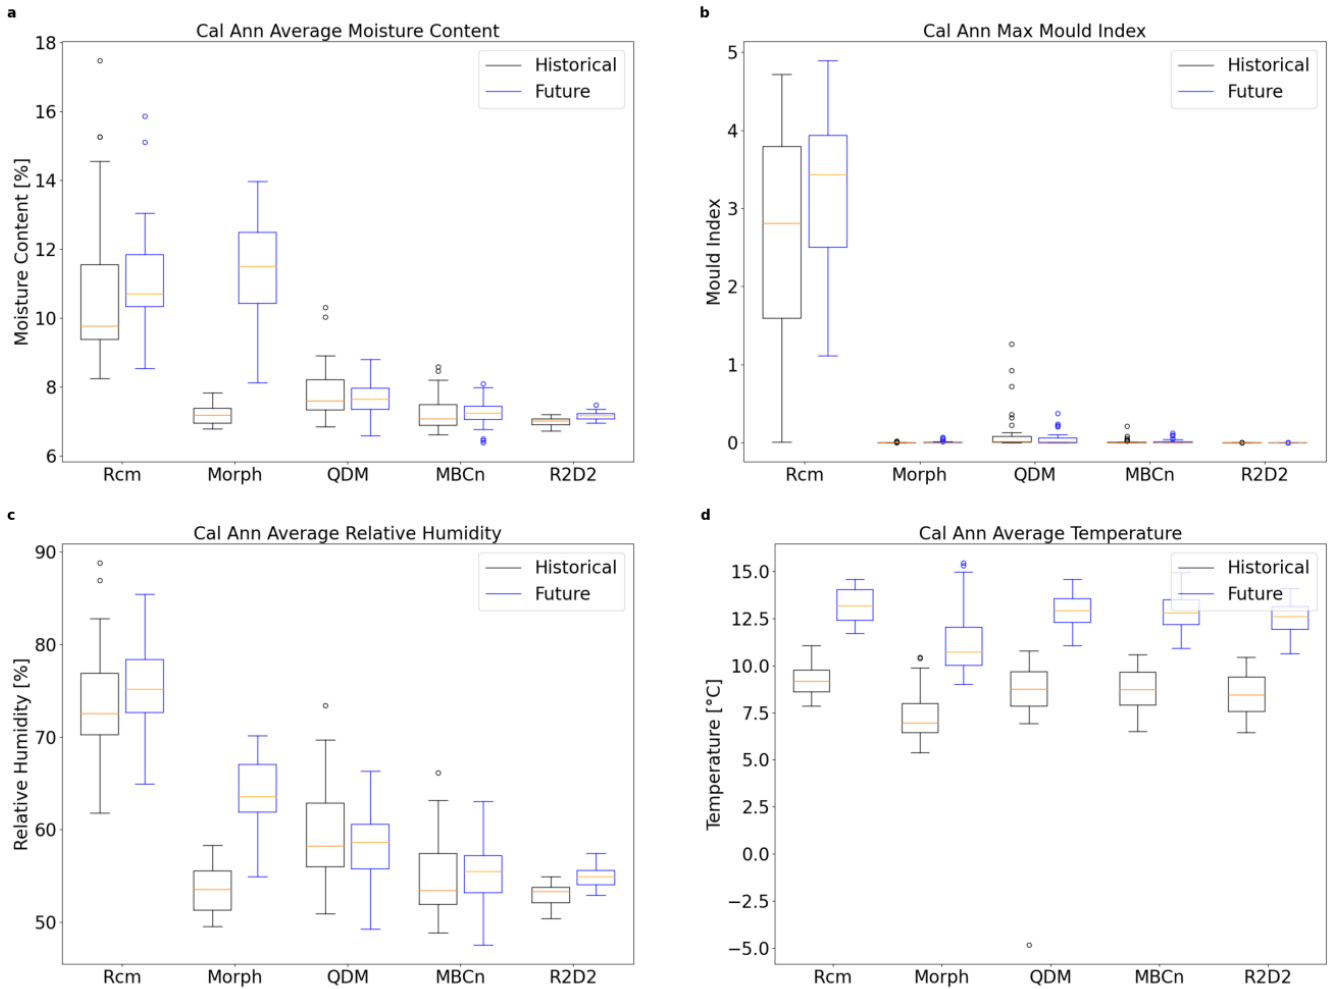 a
Cal Ann Average Moisture Content
18
16
14
12
10
8
6
Moisture Content [%]
Historical
Future
Rcm Morph QDM MBCn R2D2
b
Cal Ann Max Mould Index
5
4
3
2
1
0
Mould Index
Historical
Future
Rcm Morph QDM MBCn R2D2
c
Cal Ann Average Relative Humidity
90
80
70
60
50
Relative Humidity [%]
Historical
Future
Rcm Morph QDM MBCn R2D2
d
Cal Ann Average Temperature
15.0
12.5
10.0
7.5
5.0
2.5
0.0
−2.5
−5.0
Temperature [°C]
Historical
Future
Rcm Morph QDM MBCn R2D2